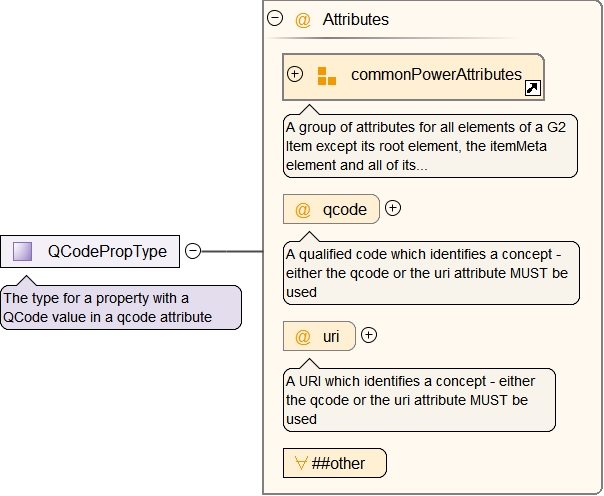 @ Attributes
commonPowerAttributes
A group of attributes for all elements of a G2
Item except its root element, the itemMeta
element and all of its...
@ qcode
A qualified code which identifies a concept -
either the qcode or the uri attribute MUST be
used
QCodePropType
The type for a property with a
QCode value in a qcode attribute
@ uri
A URI which identifies a concept - either
the qcode or the uri attribute MUST be
used
∀ ##other